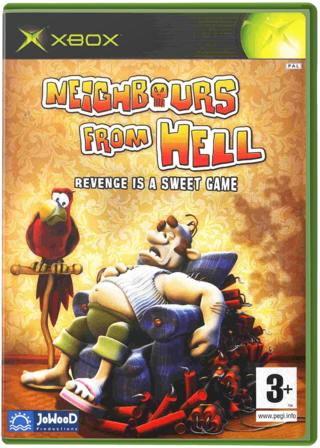 XBOX
PAL
NEIGHBOURS
FROM HELL
REVENGE IS A SWEET GAME
JoWooD
Productions
3+
www.pegi.info